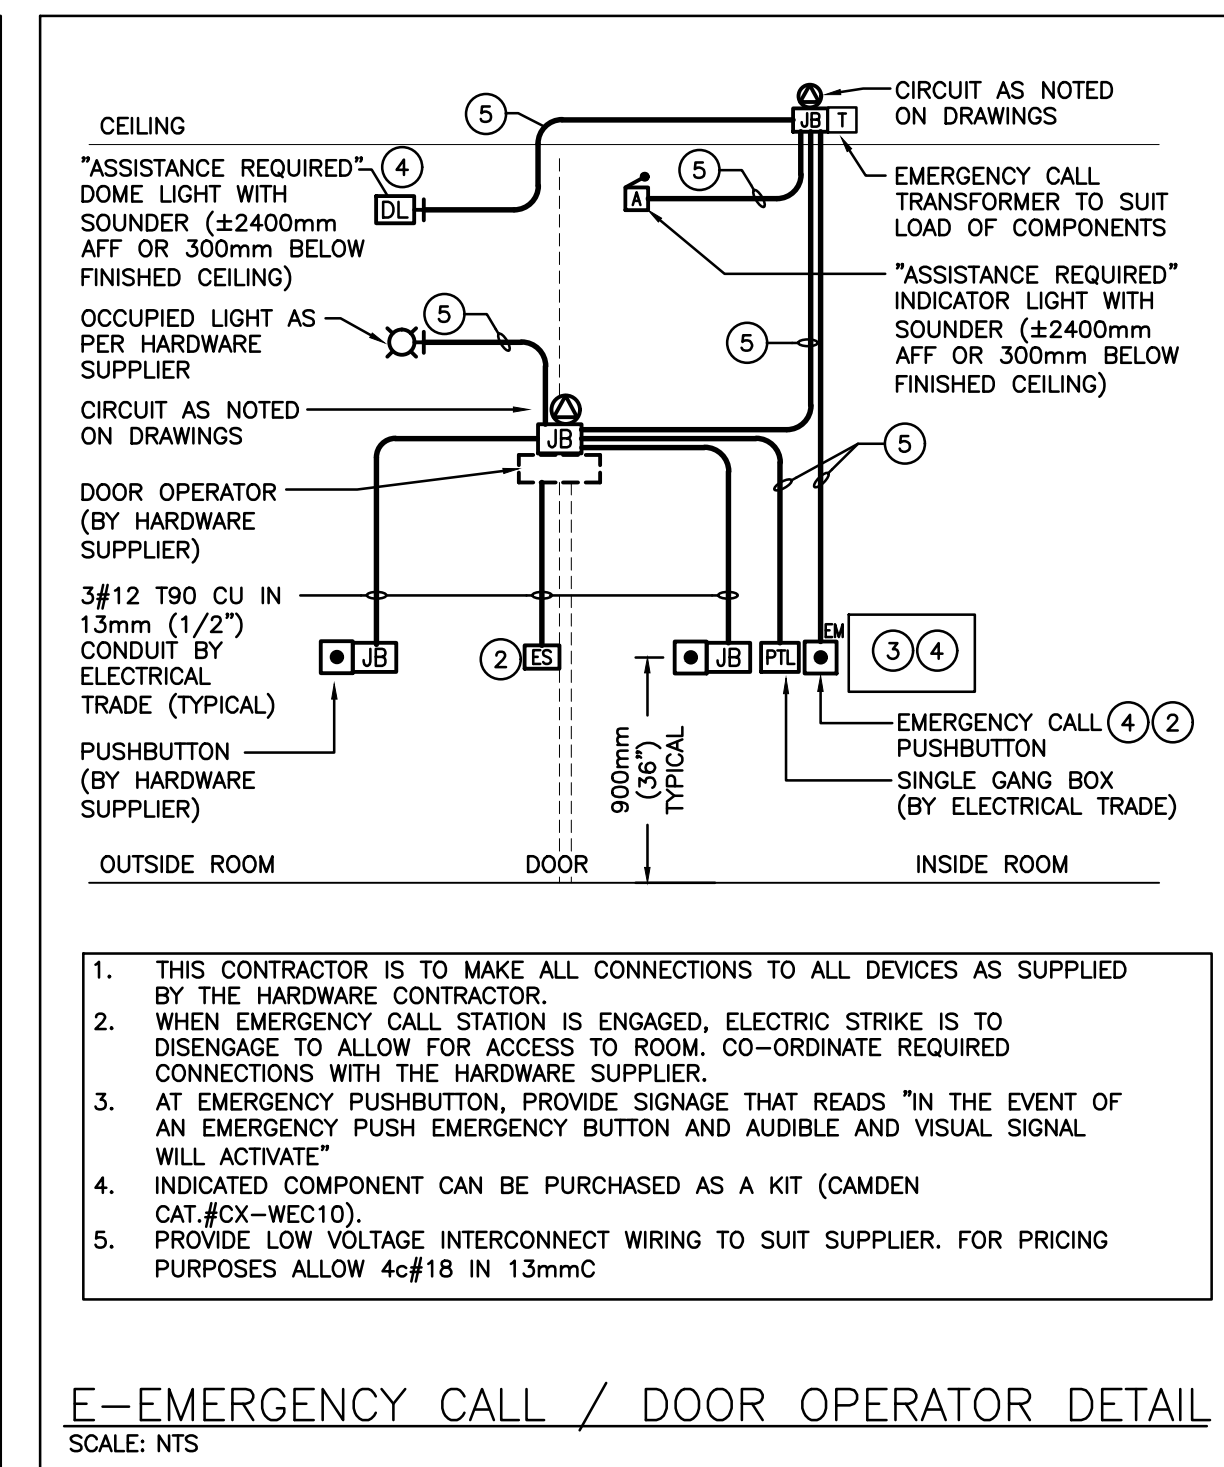 CEILING
"ASSISTANCE REQUIRED"
DOME LIGHT WITH
SOUNDER (±2400mm
AFF OR 300mm BELOW
FINISHED CEILING)
4
DL
5
JB T
CIRCUIT AS NOTED
ON DRAWINGS
5
A
EMERGENCY CALL
TRANSFORMER TO SUIT
LOAD OF COMPONENTS
"ASSISTANCE REQUIRED"
INDICATOR LIGHT WITH
SOUNDER (±2400mm
AFF OR 300mm BELOW
FINISHED CEILING)
OCCUPIED LIGHT AS
PER HARDWARE
SUPPLIER
5
5
CIRCUIT AS NOTED
ON DRAWINGS
JB
5
DOOR OPERATOR
(BY HARDWARE
SUPPLIER)
3#12 T90 CU IN
13mm (1/2")
CONDUIT BY
ELECTRICAL
TRADE (TYPICAL)
JB
2
ES
JB
PTL
EM
3 4
PUSHBUTTON
(BY HARDWARE
SUPPLIER)
900mm
(36")
TYPICAL
EMERGENCY CALL 4 2
PUSHBUTTON
SINGLE GANG BOX
(BY ELECTRICAL TRADE)
OUTSIDE ROOM
DOOR
INSIDE ROOM
1. THIS CONTRACTOR IS TO MAKE ALL CONNECTIONS TO ALL DEVICES AS SUPPLIED
BY THE HARDWARE CONTRACTOR.
2. WHEN EMERGENCY CALL STATION IS ENGAGED, ELECTRIC STRIKE IS TO
DISENGAGE TO ALLOW FOR ACCESS TO ROOM. CO-ORDINATE REQUIRED
CONNECTIONS WITH THE HARDWARE SUPPLIER.
3. AT EMERGENCY PUSHBUTTON, PROVIDE SIGNAGE THAT READS "IN THE EVENT OF
AN EMERGENCY PUSH EMERGENCY BUTTON AND AUDIBLE AND VISUAL SIGNAL
WILL ACTIVATE"
4. INDICATED COMPONENT CAN BE PURCHASED AS A KIT (CAMDEN
CAT.#CX-WEC10).
5. PROVIDE LOW VOLTAGE INTERCONNECT WIRING TO SUIT SUPPLIER. FOR PRICING
PURPOSES ALLOW 4c#18 IN 13mmC
E-EMERGENCY CALL / DOOR OPERATOR DETAIL
SCALE: NTS